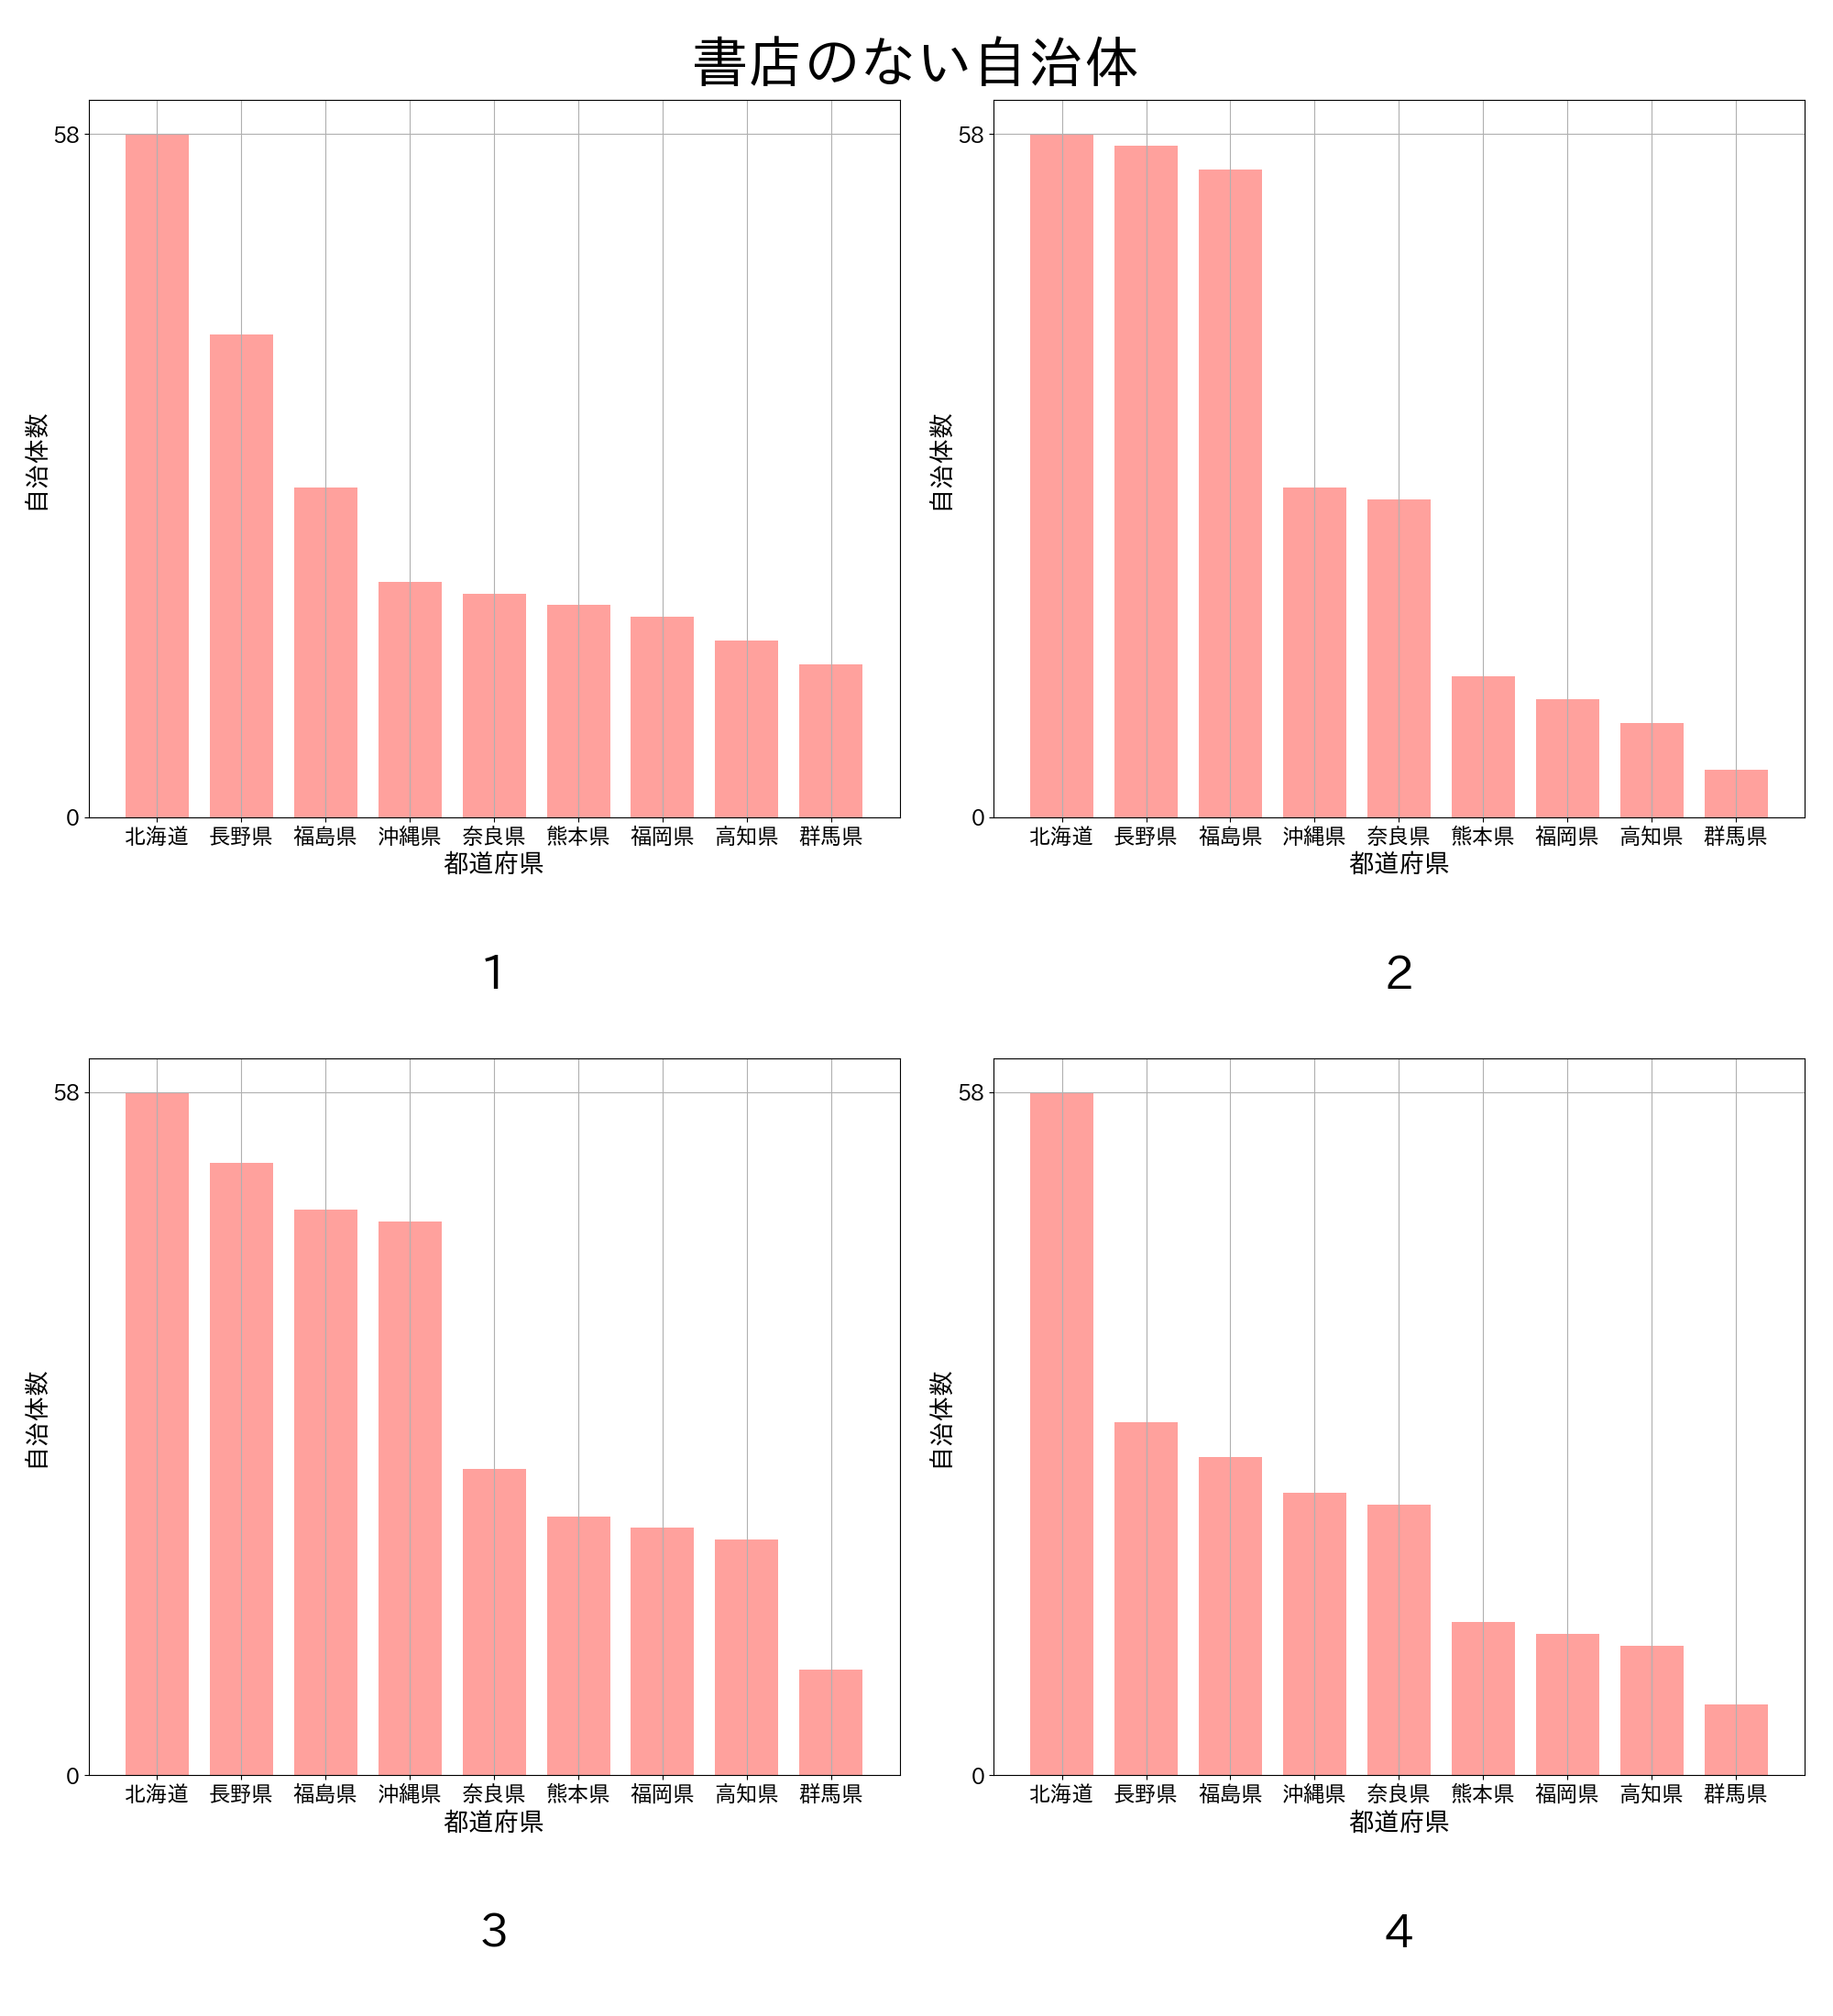 書店のない自治体
58
0
自治体数
北海道 長野県 福島県 沖縄県 奈良県 熊本県 福岡県 高知県 群馬県
都道府県
1
58
0
自治体数
北海道 長野県 福島県 沖縄県 奈良県 熊本県 福岡県 高知県 群馬県
都道府県
2
58
0
自治体数
北海道 長野県 福島県 沖縄県 奈良県 熊本県 福岡県 高知県 群馬県
都道府県
3
58
0
自治体数
北海道 長野県 福島県 沖縄県 奈良県 熊本県 福岡県 高知県 群馬県
都道府県
4